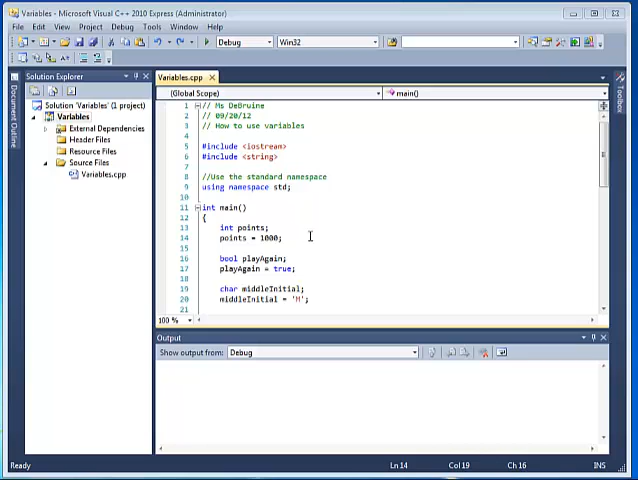 Variables - Microsoft Visual C++ 2010 Express (Administrator)
File Edit View Project Debug Tools Window Help
Debug Win32
Solution Explorer
Variables.cpp
Document Outline
Toolbox
(Global Scope) main()
Solution 'Variables' (1 project)
Variables
External Dependencies
Header Files
Resource Files
Source Files
Variables.cpp
1 // Ms DeBruine
2 // 09/20/12
3 // How to use variables
4
5 #include <iostream>
6 #include <string>
7
8 //Use the standard namespace
9 using namespace std;
10
11 int main()
12 {
13 int points;
14 points = 1000;
15
16 bool playAgain;
17 playAgain = true;
18
19 char middleInitial;
20 middleInitial = 'M';
21
100 %
Output
Show output from: Debug
Ready Ln 14 Col 19 Ch 16 INS